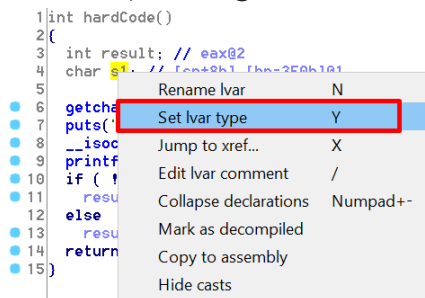 1 int hardCode()
2 {
3 int result; // eax@2
4 char s1; // [sp+8b] [bp-3E0h]@1
5 Rename lvar N
6 getcha Set lvar type Y
7 puts(' Jump to xref... X
8 __isoc Edit lvar comment /
9 printf Collapse declarations Numpad+-
10 if ( ! Mark as decompiled
11 resu Copy to assembly
12 else Hide casts
13 resu
14 return
15 }